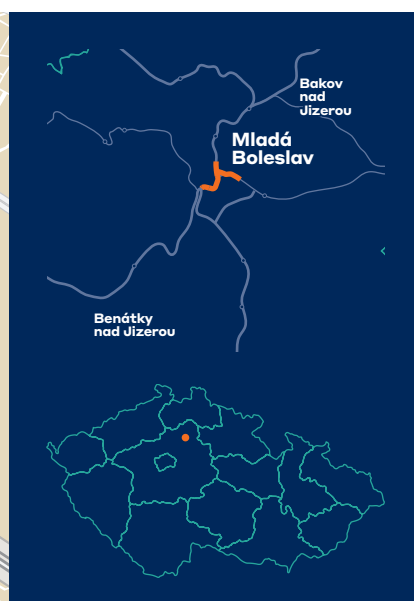 Bakov
nad
Jizerou
Mladá
Boleslav
Benátky
nad Jizerou